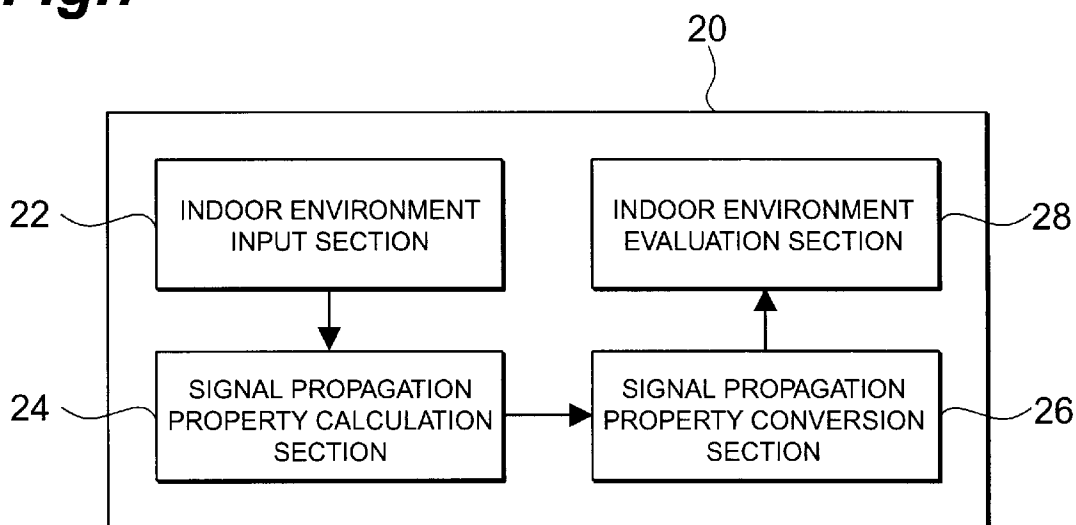 20
22
INDOOR ENVIRONMENT
INPUT SECTION
INDOOR ENVIRONMENT
EVALUATION SECTION
28
24
SIGNAL PROPAGATION
PROPERTY CALCULATION
SECTION
SIGNAL PROPAGATION
PROPERTY CONVERSION
SECTION
26